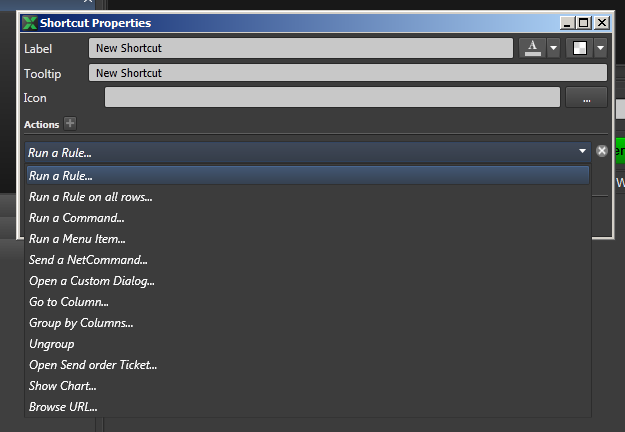 Shortcut Properties
Label New Shortcut A
Tooltip New Shortcut
Icon ...
Actions +
Run a Rule...
Run a Rule...
Run a Rule on all rows...
Run a Command...
Run a Menu Item...
Send a NetCommand...
Open a Custom Dialog...
Go to Column...
Group by Columns...
Ungroup
Open Send order Ticket...
Show Chart...
Browse URL...